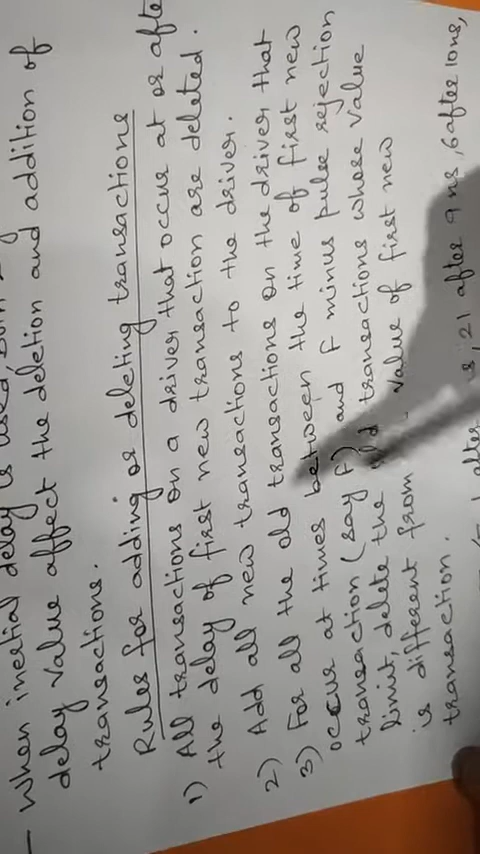 - When inertial delay is used, both
delay value affect the deletion and addition of
transactions.
Rules for adding or deleting transactions
1) All transactions on a driver that occur at or after
the delay of first new transaction are deleted.
2) Add all new transactions to the driver.
3) For all the old transactions on the driver that
occur at times between the time of first new
transaction (say F) and F minus pulse rejection
limit, delete the old transactions whose value
is different from value of first new
transaction.
after 21 after 9 ns, 6 after 10ns,